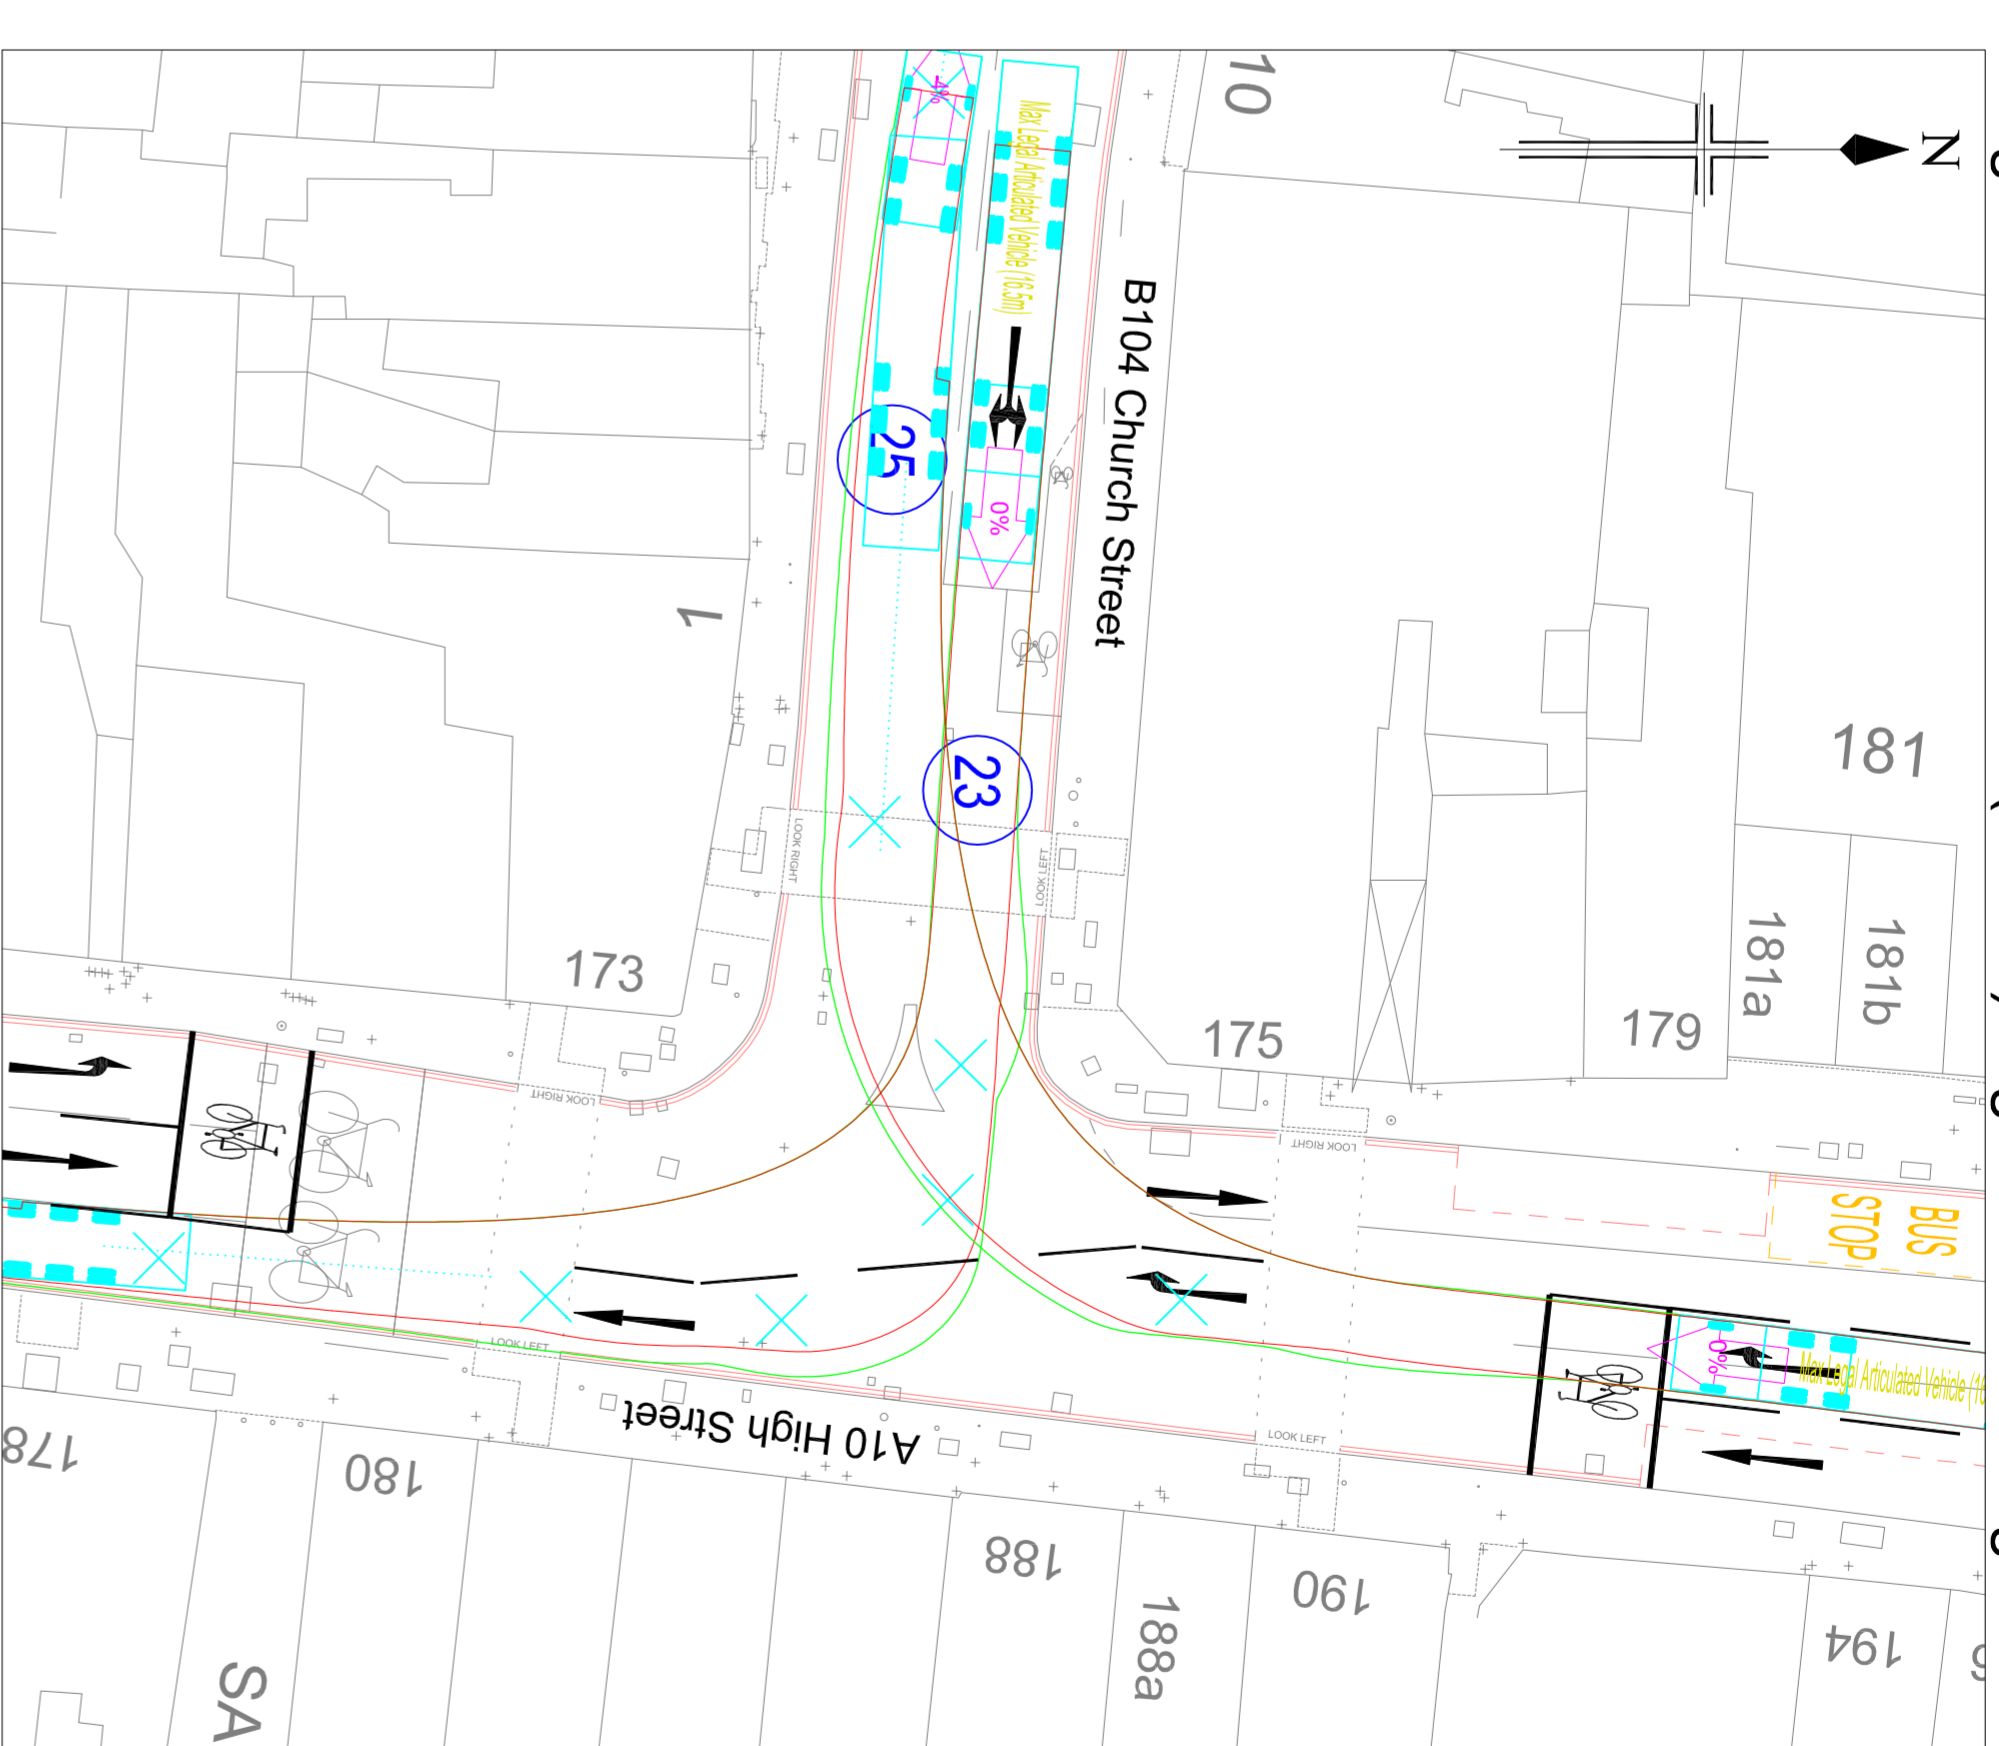 10
N
-4%
Max Legal Articulated Vehicle (16.5m)
B104 Church Street
25
0%
1
181
23
LOOK RIGHT
LOOK LEFT
173
175
179
181a
181b
LOOK RIGHT
LOOK RIGHT
BUS
STOP
LOOK LEFT
0%
Max Legal Articulated Vehicle (16
A10 High Street
LOOK LEFT
178
180
188
188a
190
194
SA